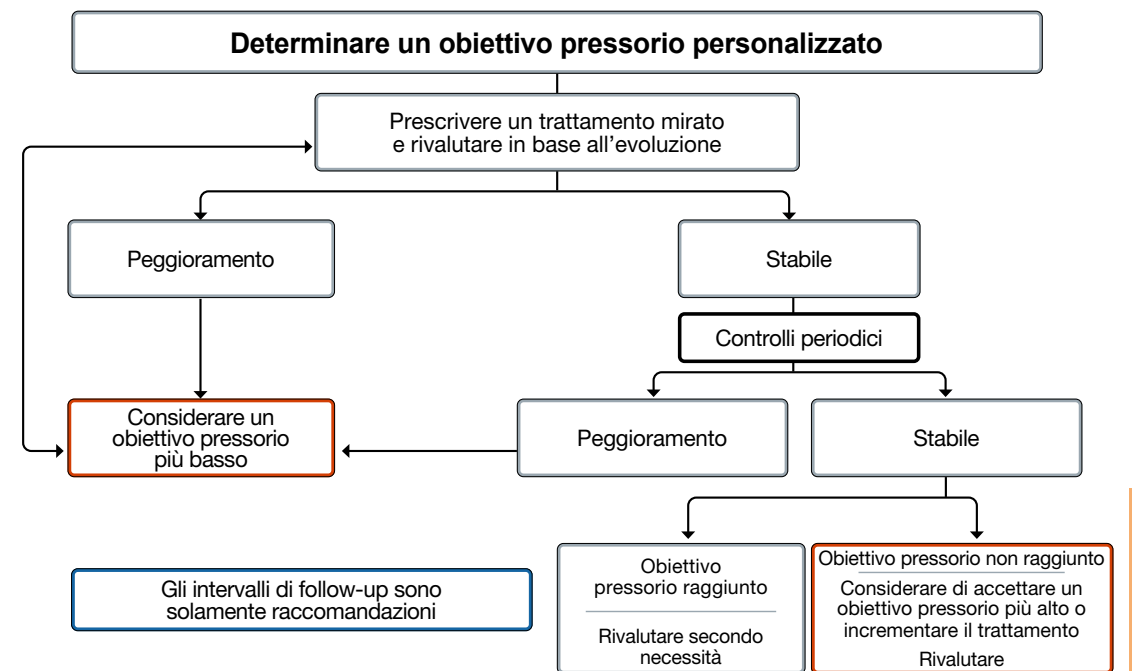 Determinare un obiettivo pressorio personalizzato
Prescrivere un trattamento mirato
e rivalutare in base all’evoluzione
Peggioramento
Stabile
Controlli periodici
Considerare un
obiettivo pressorio
più basso
Peggioramento
Stabile
Gli intervalli di follow-up sono
solamente raccomandazioni
Obiettivo
pressorio raggiunto
Rivalutare secondo
necessità
Obiettivo pressorio non raggiunto
Considerare di accettare un
obiettivo pressorio più alto o
incrementare il trattamento
Rivalutare